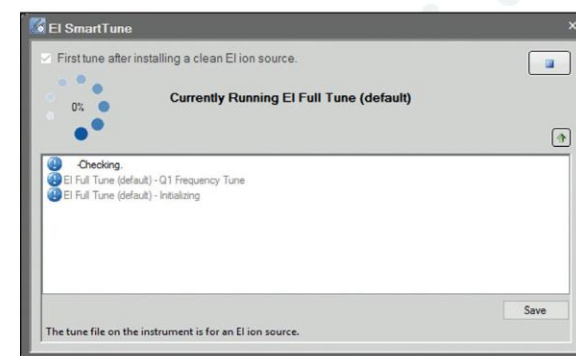 EI SmartTune
First tune after installing a clean EI ion source.
0%
Currently Running EI Full Tune (default)
-Checking.
EI Full Tune (default) - Q1 Frequency Tune
EI Full Tune (default) - Initializing
Save
The tune file on the instrument is for an EI ion source.